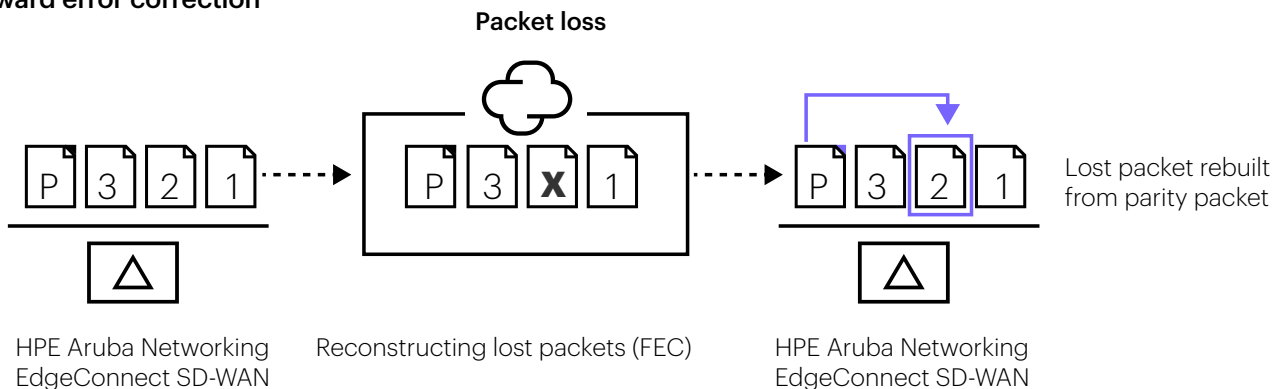 ward error correction
Packet loss
P 3 2 1
P 3 X 1
P 3 2 1
Lost packet rebuilt
from parity packet
HPE Aruba Networking
EdgeConnect SD-WAN
Reconstructing lost packets (FEC)
HPE Aruba Networking
EdgeConnect SD-WAN